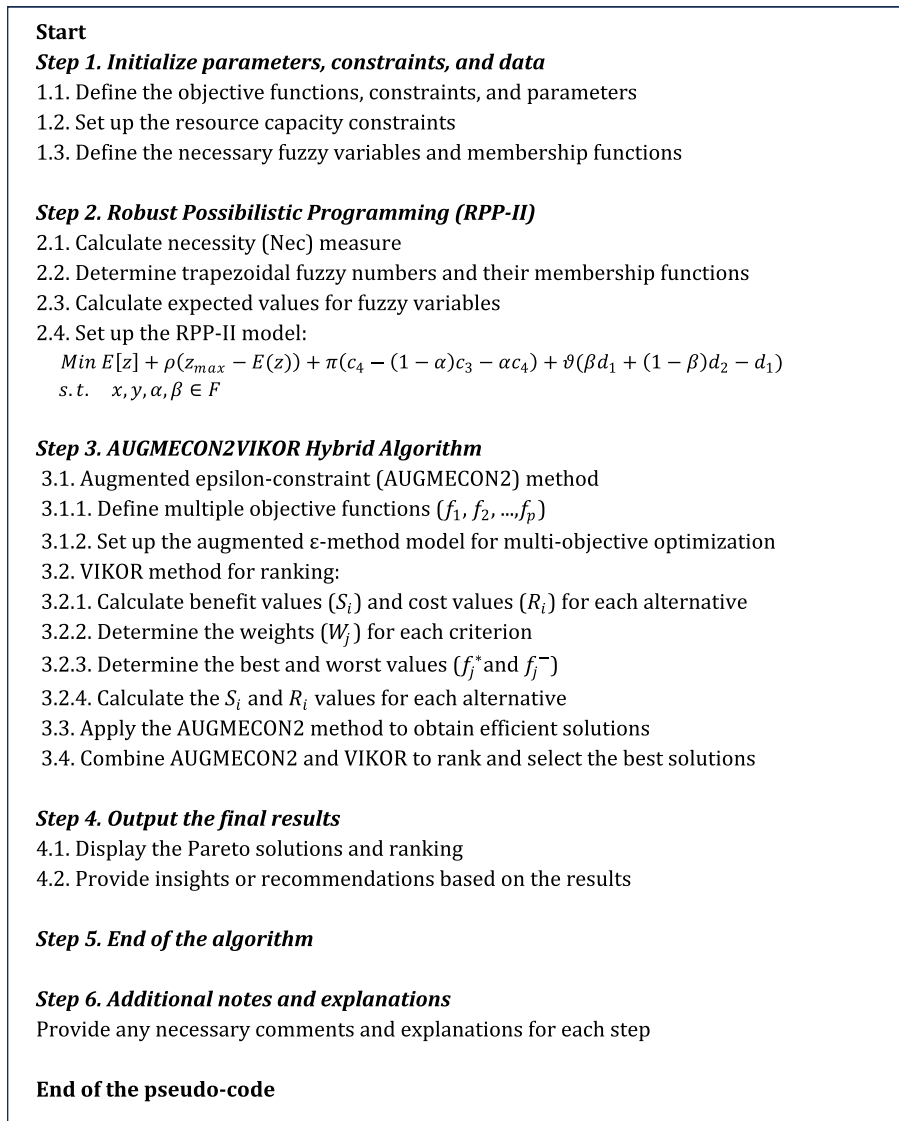 Start
Step 1. Initialize parameters, constraints, and data
1.1. Define the objective functions, constraints, and parameters
1.2. Set up the resource capacity constraints
1.3. Define the necessary fuzzy variables and membership functions
Step 2. Robust Possibilistic Programming (RPP-II)
2.1. Calculate necessity (Nec) measure
2.2. Determine trapezoidal fuzzy numbers and their membership functions
2.3. Calculate expected values for fuzzy variables
2.4. Set up the RPP-II model:
Min E[z] + ρ(z_max − E(z)) + π(c_4 − (1 − α)c_3 − αc_4) + ϑ(βd_1 + (1 − β)d_2 − d_1)
s.t. x, y, α, β ∈ F
Step 3. AUGMECON2VIKOR Hybrid Algorithm
3.1. Augmented epsilon-constraint (AUGMECON2) method
3.1.1. Define multiple objective functions (f_1, f_2, ...,f_p)
3.1.2. Set up the augmented ε-method model for multi-objective optimization
3.2. VIKOR method for ranking:
3.2.1. Calculate benefit values (S_i) and cost values (R_i) for each alternative
3.2.2. Determine the weights (W_j) for each criterion
3.2.3. Determine the best and worst values (f_j^* and f_j^−)
3.2.4. Calculate the S_i and R_i values for each alternative
3.3. Apply the AUGMECON2 method to obtain efficient solutions
3.4. Combine AUGMECON2 and VIKOR to rank and select the best solutions
Step 4. Output the final results
4.1. Display the Pareto solutions and ranking
4.2. Provide insights or recommendations based on the results
Step 5. End of the algorithm
Step 6. Additional notes and explanations
Provide any necessary comments and explanations for each step
End of the pseudo-code